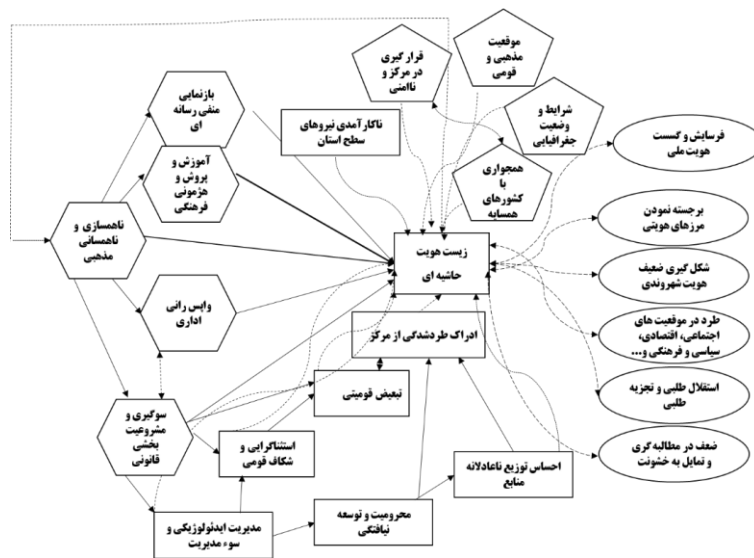 موقعیت
مذهبی و
قومی
قرار گیری
در مرکز و
ناامنی
شرایط و
وضعیت
جغرافیایی
همجواری
با
کشورهای
همسایه
ناکارآمدی نیروهای
سطح استان
بازنمایی
منفی رسانه
ای
آموزش و
پروش و
هژمونی
فرهنگی
ناهمسازی و
ناهمسانی
مذهبی
واپس رانی
اداری
سوگیری و
مشروعیت
بخشی
قانونی
زیست هویت
حاشیه ای
ادراک طردشدگی از مرکز
تبعیض قومیتی
استثناگرایی و
شکاف قومی
احساس توزیع ناعادلانه
منابع
محرومیت و توسعه
نیافتگی
مدیریت ایدئولوژیکی و
سوء مدیریت
فرسایش و گسست
هویت ملی
برجسته نمودن
مرزهای هویتی
شکل گیری ضعیف
هویت شهروندی
طرد در موقعیت های
اجتماعی، اقتصادی،
سیاسی و فرهنگی و...
استقلال طلبی و تجزیه
طلبی
ضعف در مطالبه گری
و تمایل به خشونت